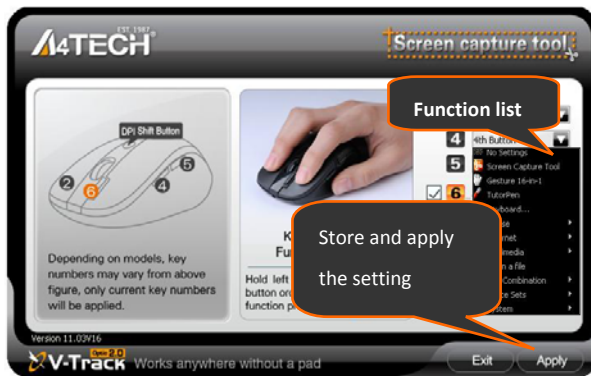 EST. 1987
A4TECH
Screen capture tool
Function list
DPI Shift Button
4
4th Button
No Settings
5
Screen Capture Tool
Gesture 16-in-1
6
TutorPen
5
2
6
4
Store and apply
the setting
Depending on models, key
numbers may vary from above
figure, only current key numbers
will be applied.
Hold left
button
function
Version 11.03V16
V-Track Optic 2.0
Works anywhere without a pad
Exit
Apply